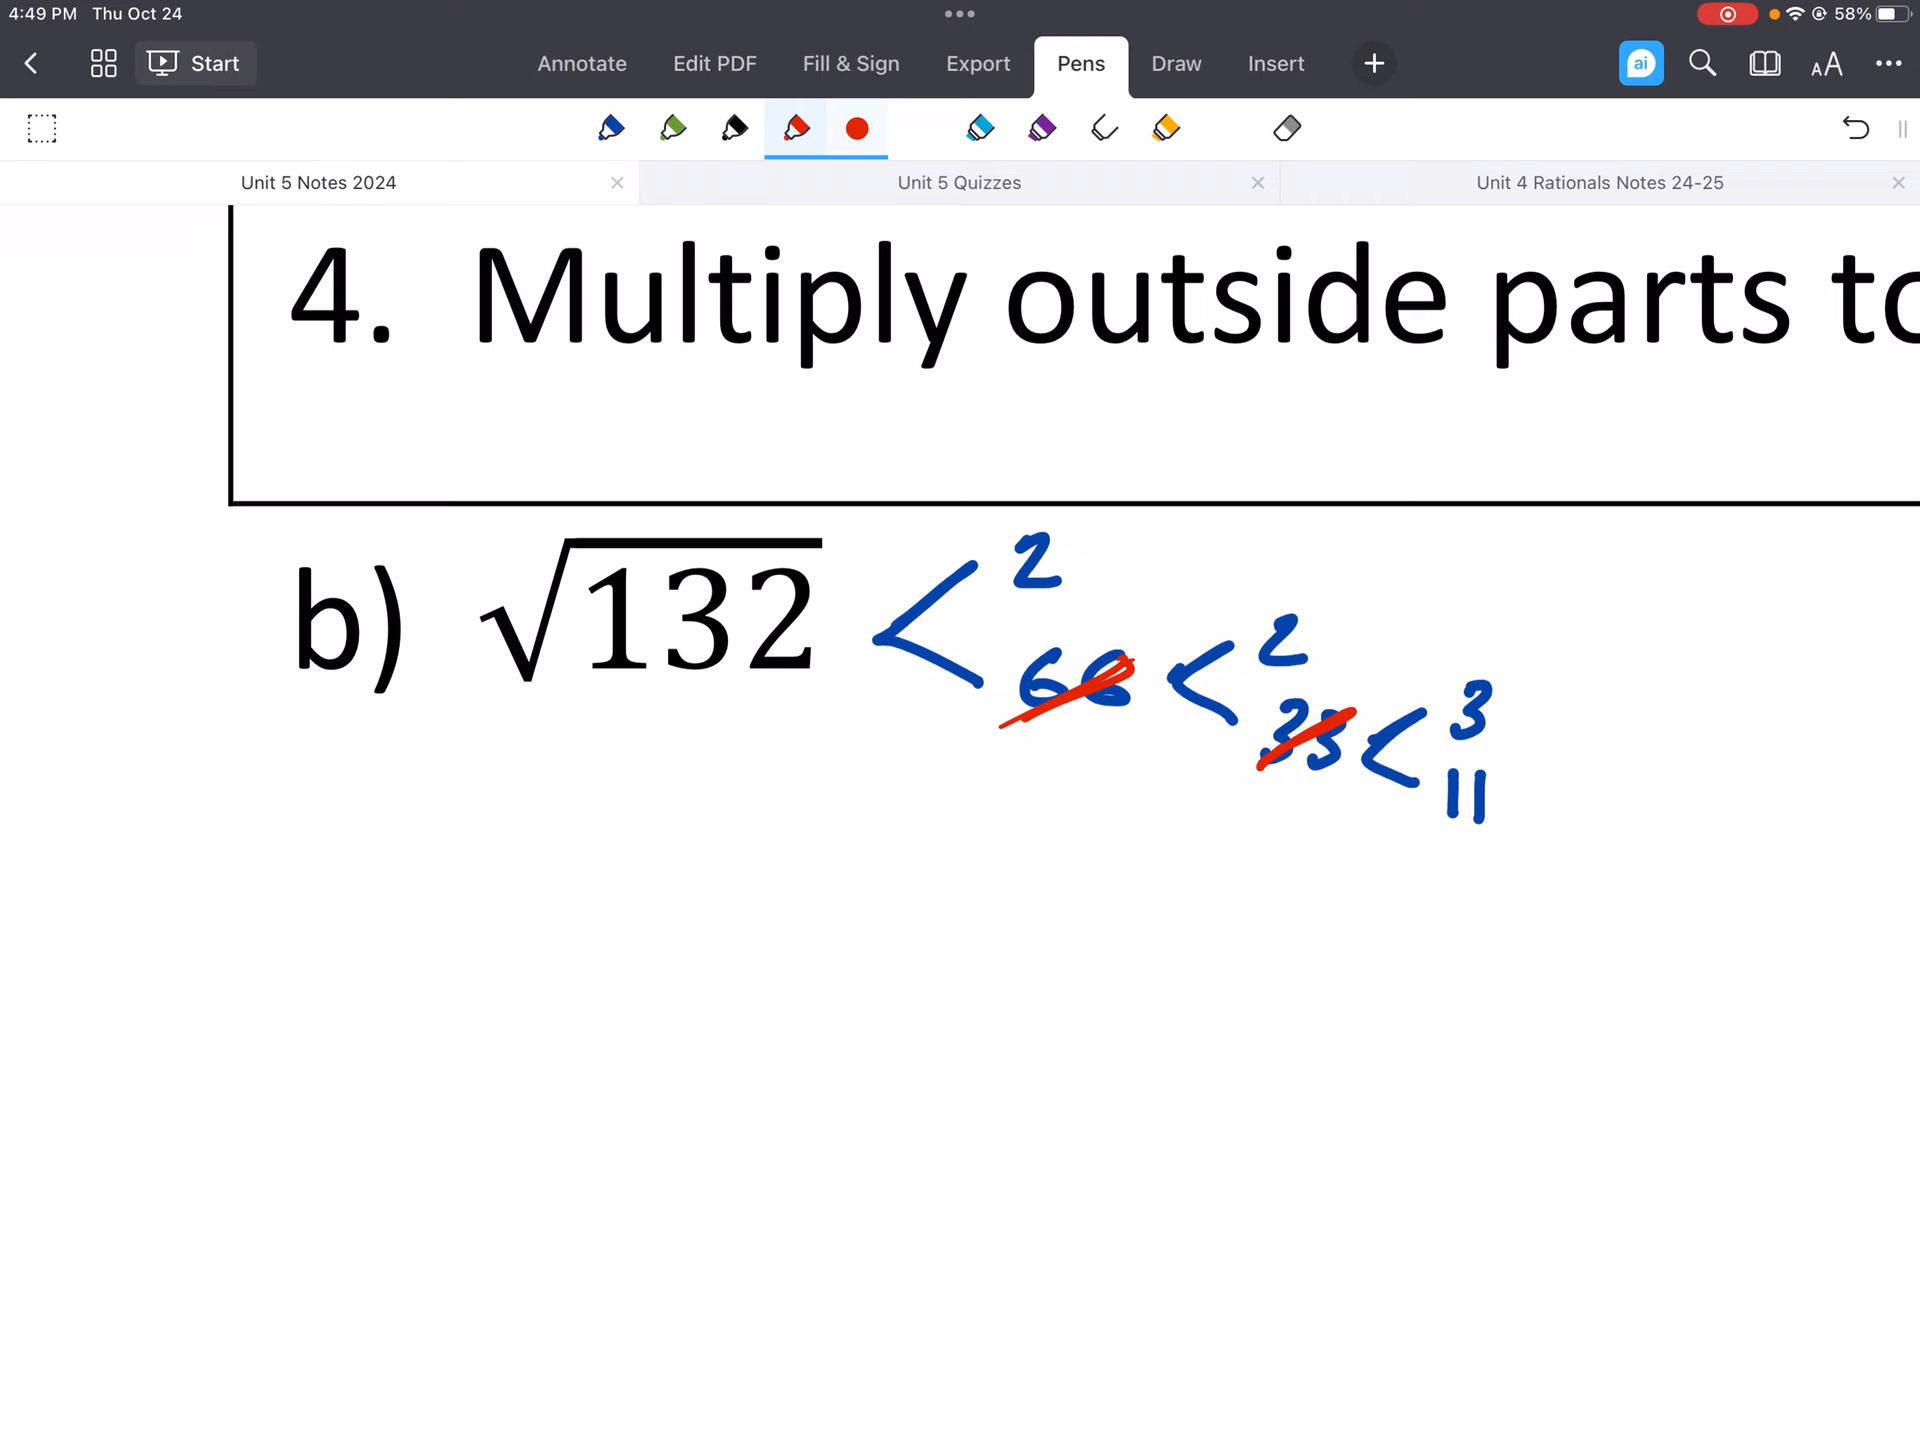 4:49 PM Thu Oct 24
58%
Start
Annotate
Edit PDF
Fill & Sign
Export
Pens
Draw
Insert
ai
AA
Unit 5 Notes 2024
Unit 5 Quizzes
Unit 4 Rationals Notes 24-25
4. Multiply outside parts to
b) √132 < 2
66 < 2
33 < 3
11